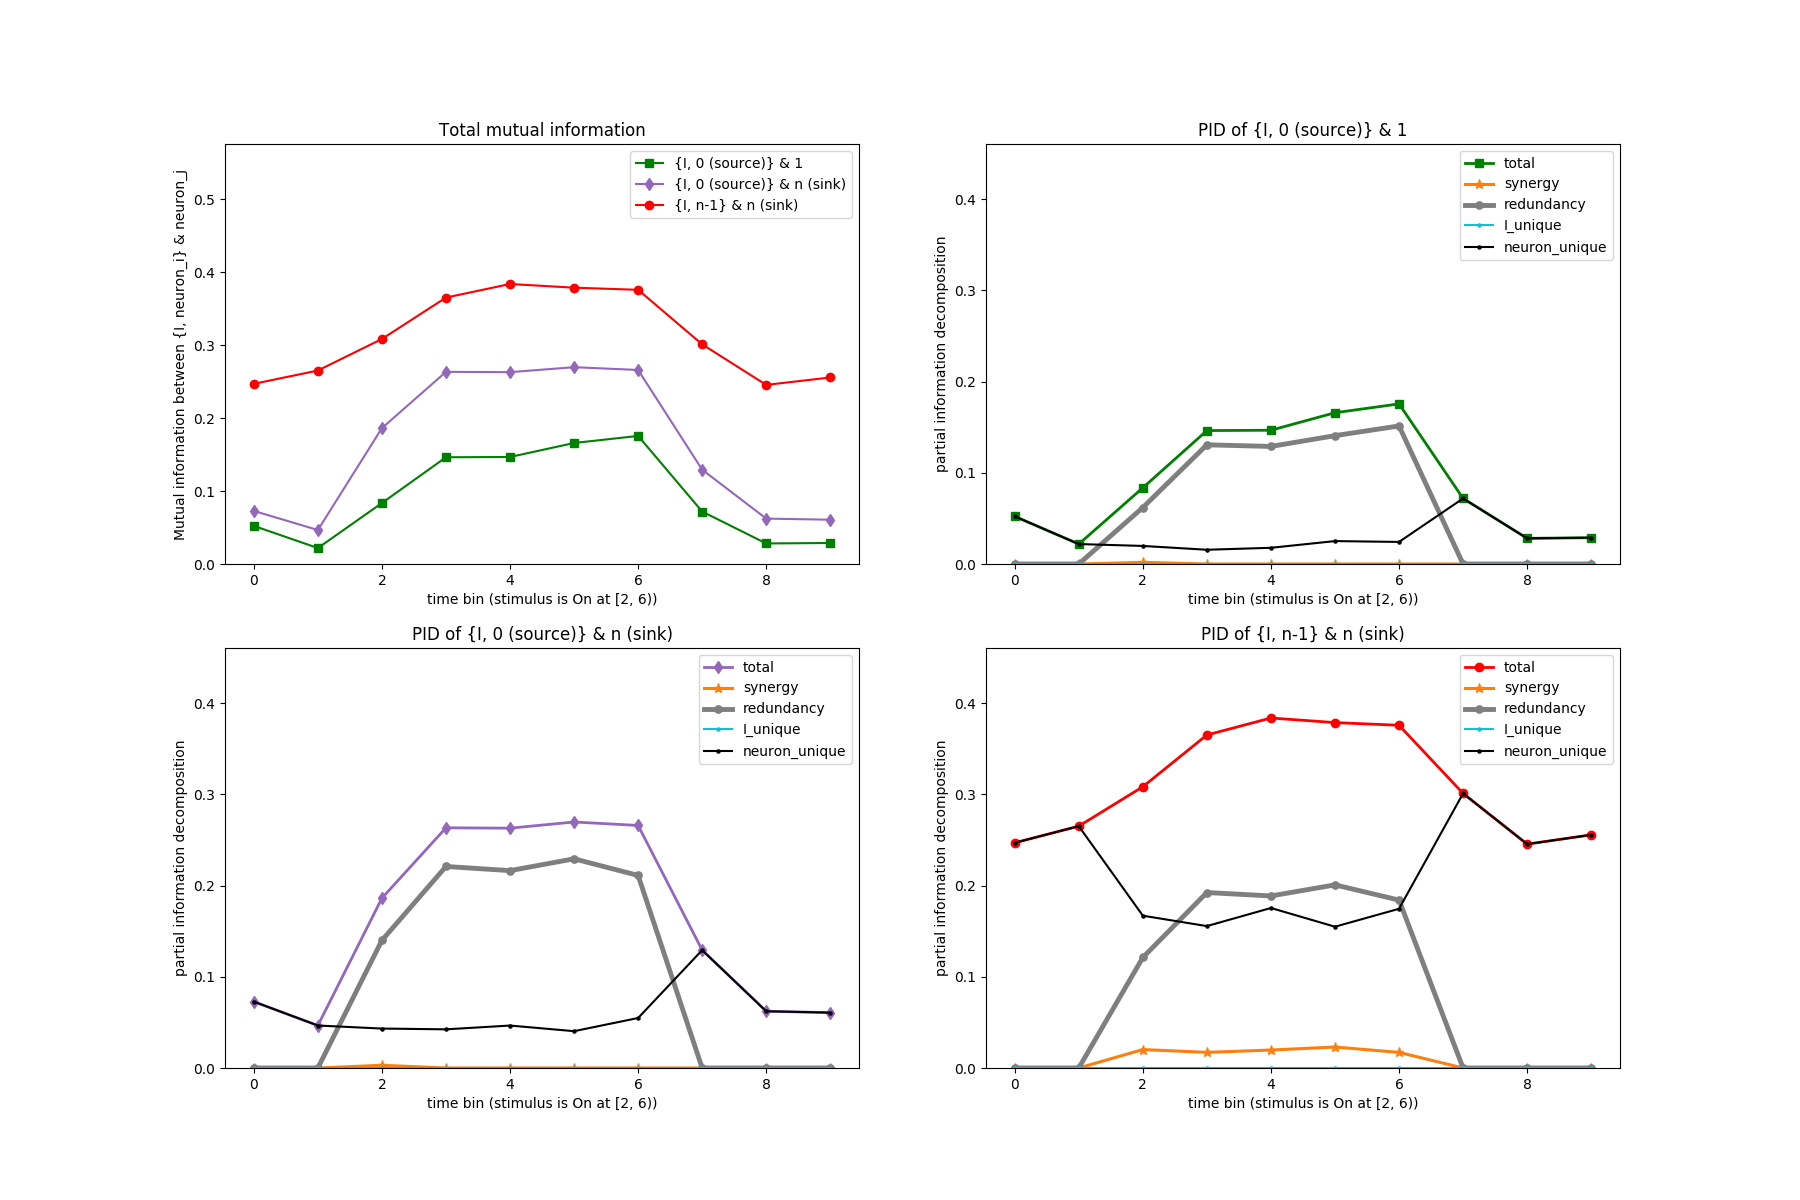 Total mutual information
Mutual information between {I, neuron_i} & neuron_j
0.5
0.4
0.3
0.2
0.1
0.0
{I, 0 (source)} & 1
{I, 0 (source)} & n (sink)
{I, n-1} & n (sink)
0 2 4 6 8
time bin (stimulus is On at [2, 6))
PID of {I, 0 (source)} & 1
partial information decomposition
0.4
0.3
0.2
0.1
0.0
total
synergy
redundancy
I_unique
neuron_unique
0 2 4 6 8
time bin (stimulus is On at [2, 6))
PID of {I, 0 (source)} & n (sink)
partial information decomposition
0.4
0.3
0.2
0.1
0.0
total
synergy
redundancy
I_unique
neuron_unique
0 2 4 6 8
time bin (stimulus is On at [2, 6))
PID of {I, n-1} & n (sink)
partial information decomposition
0.4
0.3
0.2
0.1
0.0
total
synergy
redundancy
I_unique
neuron_unique
0 2 4 6 8
time bin (stimulus is On at [2, 6))